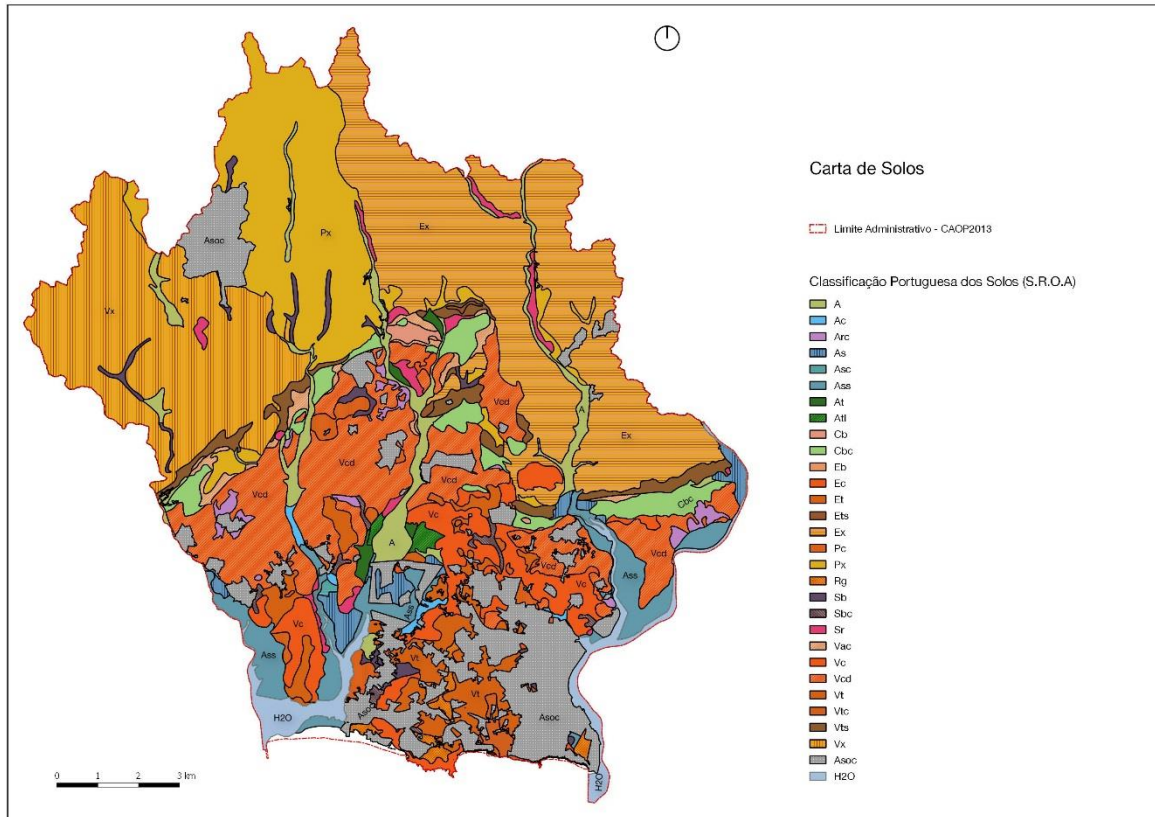 Carta de Solos
Limite Administrativo - CAOP2013
Classificação Portuguesa dos Solos (S.R.O.A)
A
Ac
Arc
As
Asc
Ass
At
Atl
Cb
Cbc
Eb
Ec
Et
Ets
Ex
Pc
Px
Rg
Sb
Sbc
Sr
Vac
Vc
Vcd
Vt
Vtc
Vts
Vx
Asoc
H2O
Asoc
Px
Ex
Vx
Vcd
A
Ex
Vcd
Vcd
Vcd
Cbc
Vc
A
Vcd
Vcd
Vc
Ass
Ass
Vc
Ass
Vt
Vt
Asoc
Asoc
H2O
H2O
0 1 2 3 km